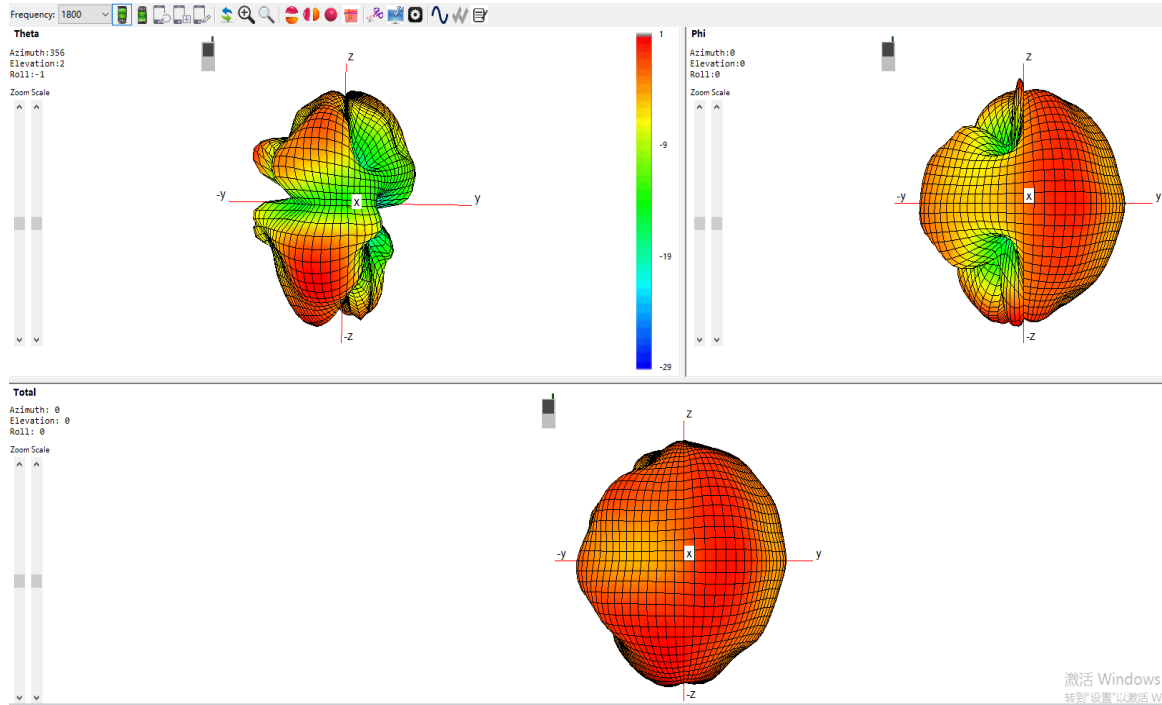 Frequency: 1800
Theta
Azimuth:356
Elevation:2
Roll:-1
Zoom Scale
Z
-y
X
y
-Z
1
-9
-19
-29
Phi
Azimuth:0
Elevation:0
Roll:0
Zoom Scale
Z
-y
X
y
-Z
Total
Azimuth: 0
Elevation: 0
Roll: 0
Zoom Scale
Z
-y
X
y
-Z
激活 Windows
转到"设置"以激活 W